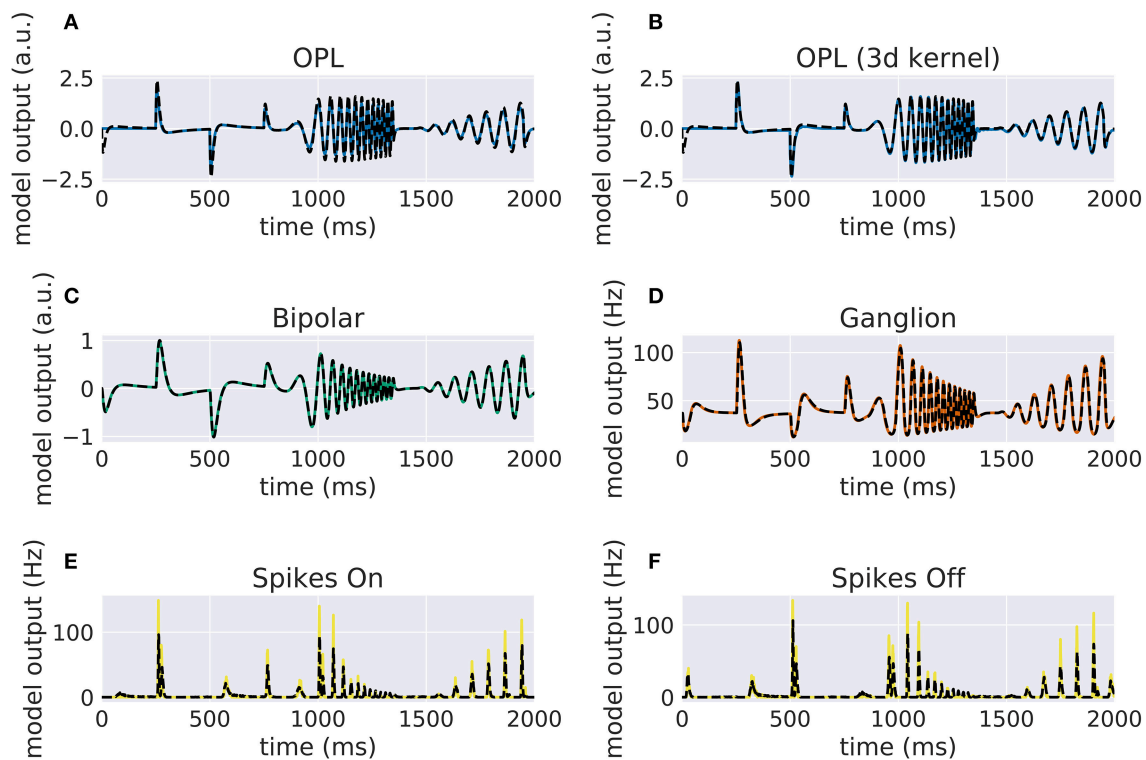 A
OPL
model output (a.u.)
2.5
0.0
−2.5
0 500 1000 1500 2000
time (ms)
B
OPL (3d kernel)
model output (a.u.)
2.5
0.0
−2.5
0 500 1000 1500 2000
time (ms)
C
Bipolar
model output (a.u.)
1
0
−1
0 500 1000 1500 2000
time (ms)
D
Ganglion
model output (Hz)
100
50
0 500 1000 1500 2000
time (ms)
E
Spikes On
model output (Hz)
100
0
0 500 1000 1500 2000
time (ms)
F
Spikes Off
model output (Hz)
100
0
0 500 1000 1500 2000
time (ms)